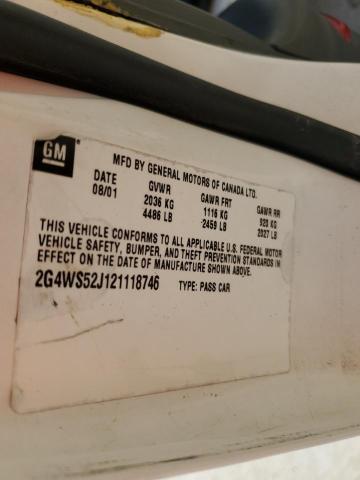 GM
MFD BY GENERAL MOTORS OF CANADA LTD.
DATE GVWR GAWR FRT GAWR RR
08/01 2036 KG 1116 KG 920 KG
4486 LB 2459 LB 2027 LB
THIS VEHICLE CONFORMS TO ALL APPLICABLE U.S. FEDERAL MOTOR
VEHICLE SAFETY, BUMPER, AND THEFT PREVENTION STANDARDS IN
EFFECT ON THE DATE OF MANUFACTURE SHOWN ABOVE.
2G4WS52J121118746 TYPE: PASS CAR